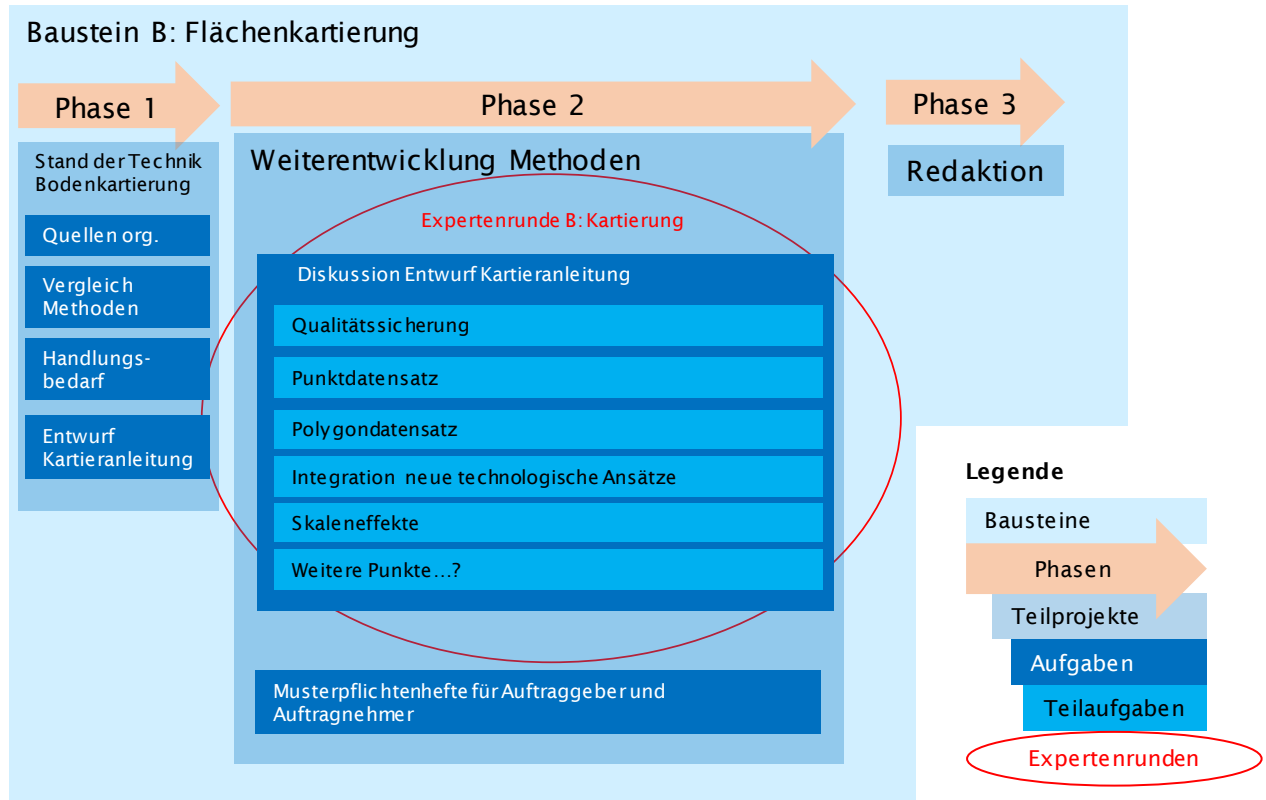 Baustein B: Flächenkartierung
Phase 1
Phase 2
Phase 3
Stand der Technik
Bodenkartierung
Quellen org.
Vergleich
Methoden
Handlungs-
bedarf
Entwurf
Kartieranleitung
Weiterentwicklung Methoden
Expertenrunde B: Kartierung
Diskussion Entwurf Kartieranleitung
Qualitätssicherung
Punktdatensatz
Polygondatensatz
Integration neue technologische Ansätze
Skaleneffekte
Weitere Punkte...?
Musterpflichtenhefte für Auftraggeber und
Auftragnehmer
Redaktion
Legende
Bausteine
Phasen
Teilprojekte
Aufgaben
Teilaufgaben
Expertenrunden